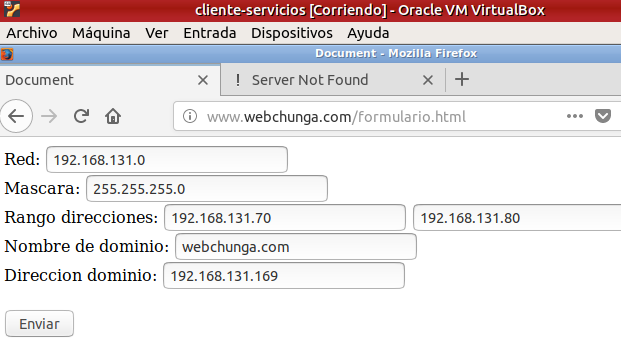 cliente-servicios [Corriendo] - Oracle VM VirtualBox
Archivo Máquina Ver Entrada Dispositivos Ayuda
Document - Mozilla Firefox
Document × ! Server Not Found × +
www.webchunga.com/formulario.html
Red: 192.168.131.0
Mascara: 255.255.255.0
Rango direcciones: 192.168.131.70 192.168.131.80
Nombre de dominio: webchunga.com
Direccion dominio: 192.168.131.169
Enviar